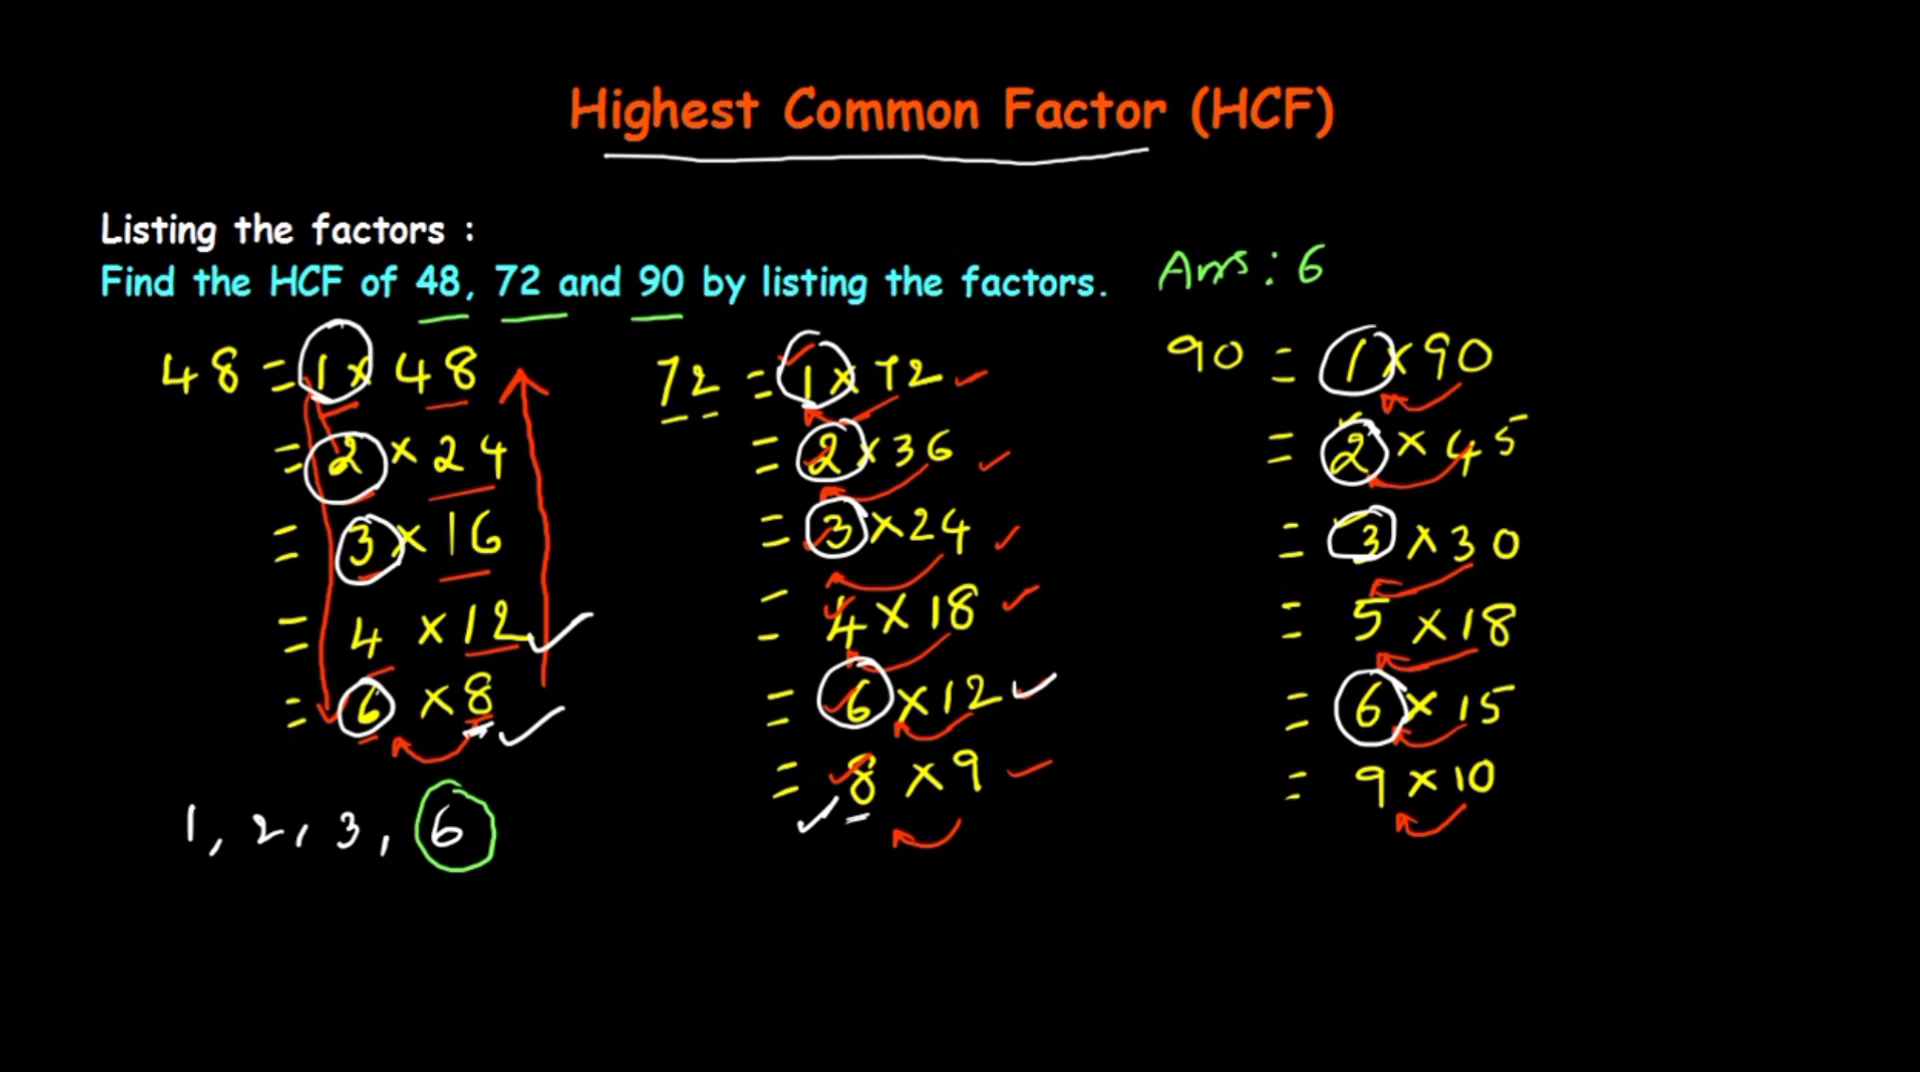 Highest Common Factor (HCF)
Listing the factors :
Find the HCF of 48, 72 and 90 by listing the factors.
Ans : 6
48 = 1 × 48
= 2 × 24
= 3 × 16
= 4 × 12
= 6 × 8
1, 2, 3, 6
72 = 1 × 72
= 2 × 36
= 3 × 24
= 4 × 18
= 6 × 12
= 8 × 9
90 = 1 × 90
= 2 × 45
= 3 × 30
= 5 × 18
= 6 × 15
= 9 × 10